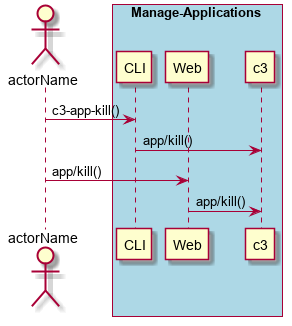 Manage-Applications
actorName
CLI
Web
c3
c3-app-kill()
app/kill()
app/kill()
app/kill()
actorName
CLI
Web
c3